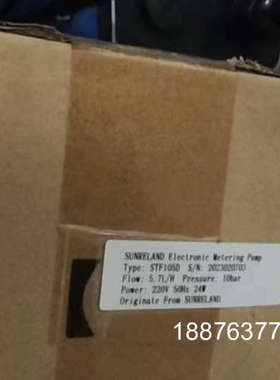 SUNRELAND Electronic Metering Pump
Type: STF105D S/N: 2023020703
Flow: 5.7L/H Pressure: 10bar
Power: 220V 50Hz 24W
Originate From SUNRELAND
18876377